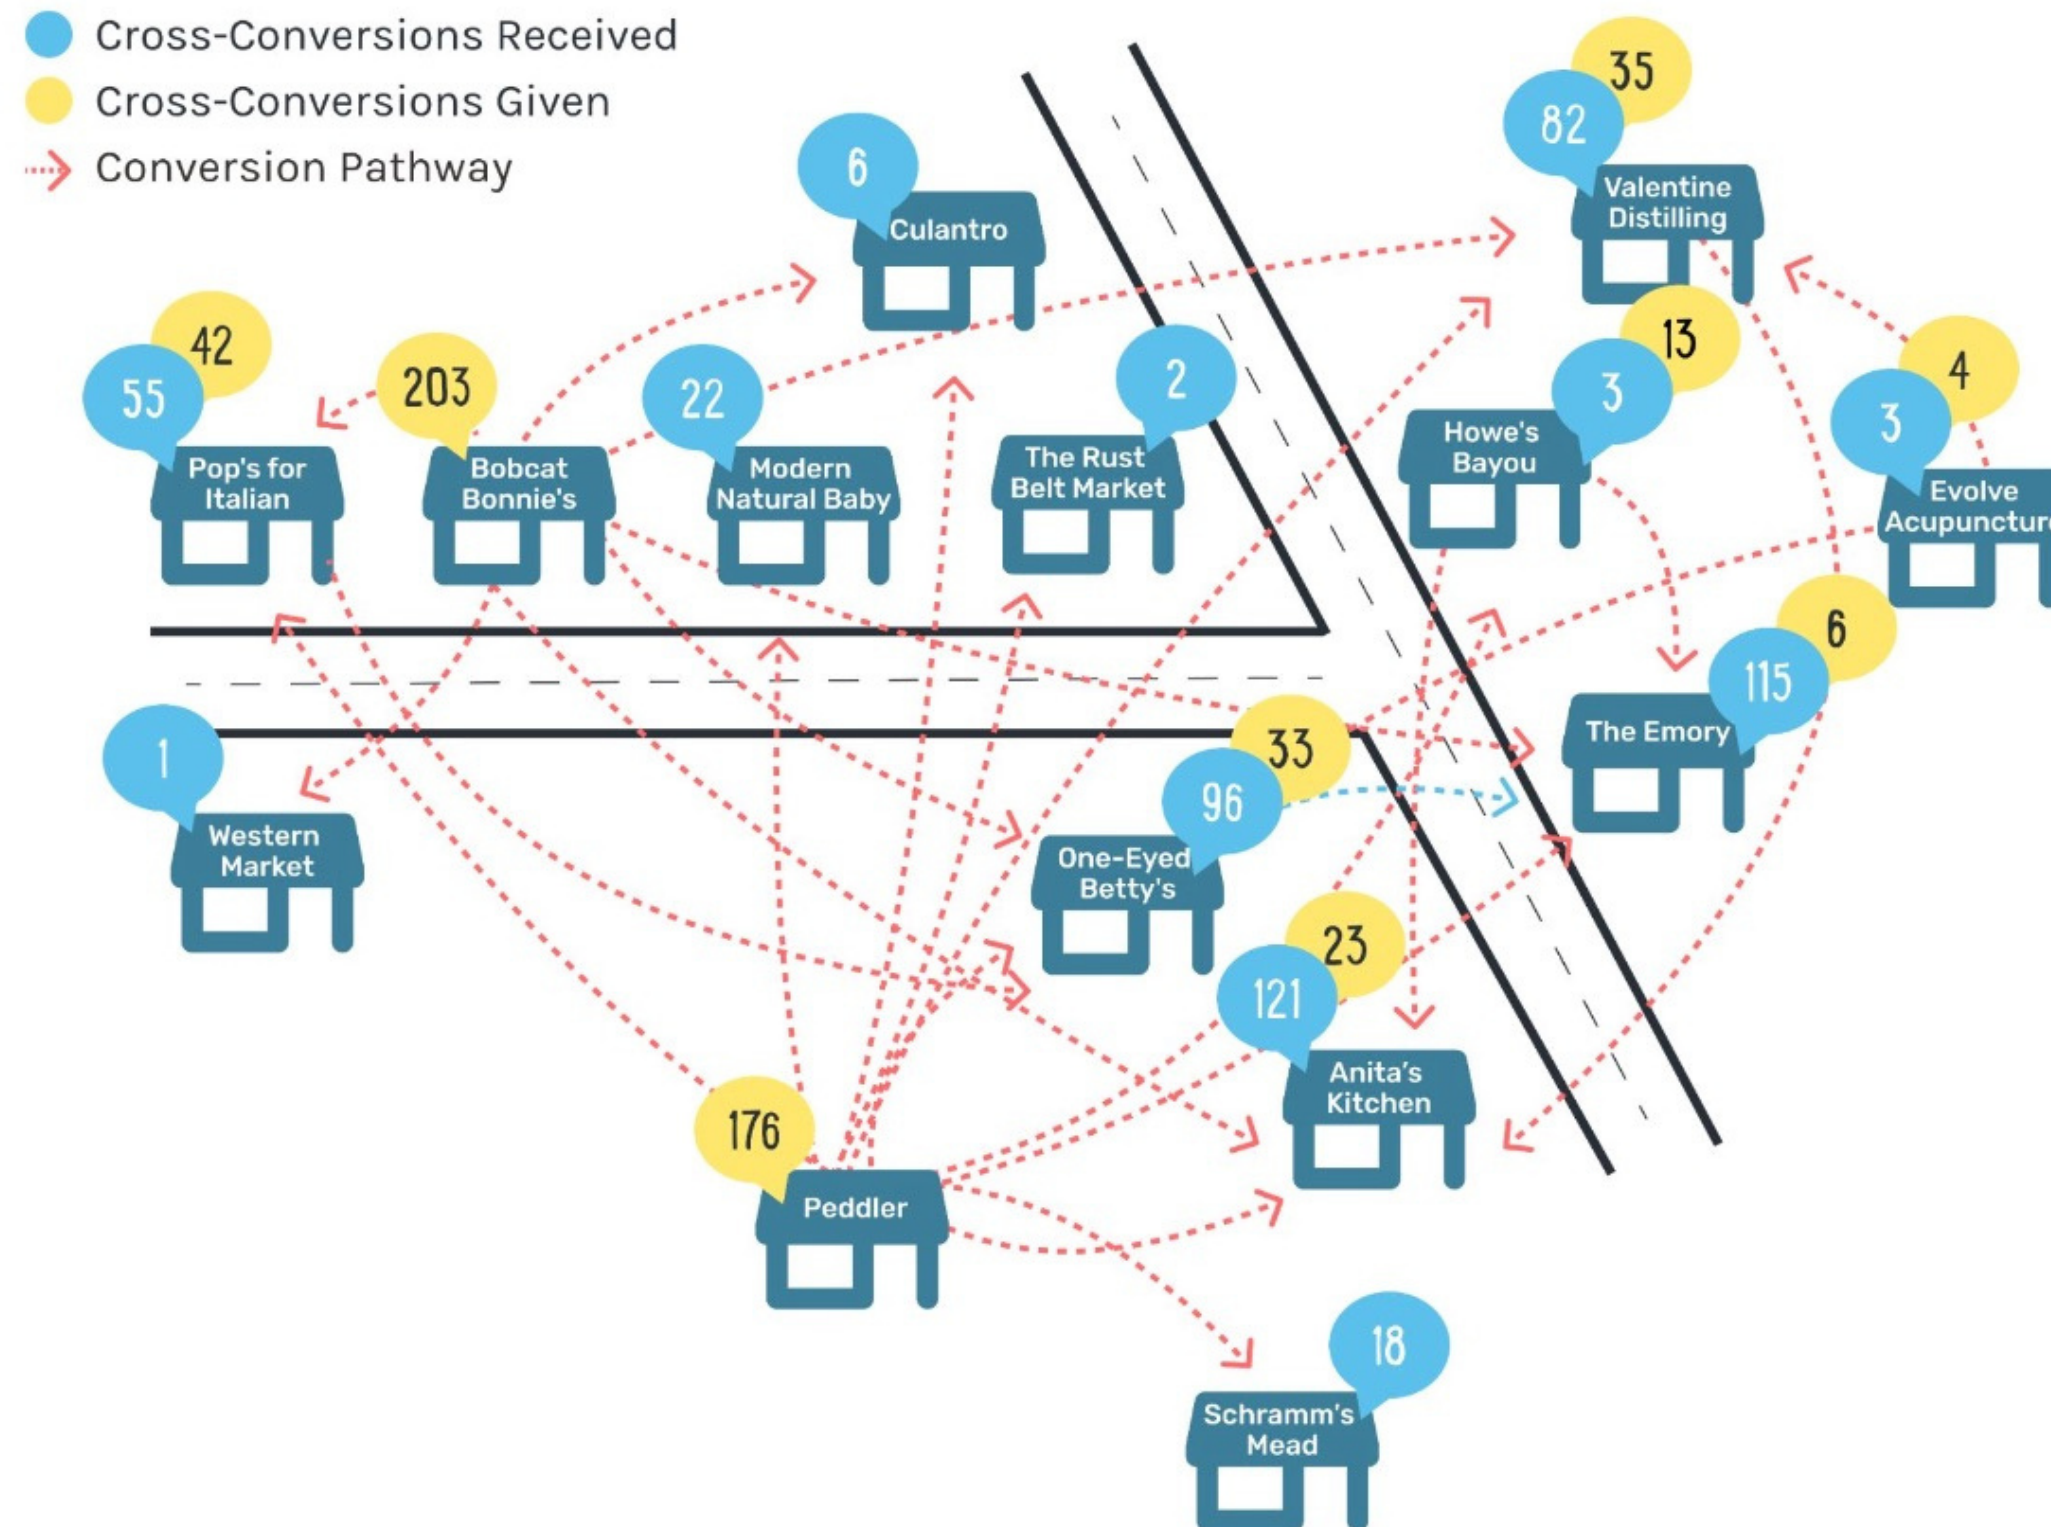 Cross-Conversions Received
Cross-Conversions Given
Conversion Pathway
35
82
Valentine
Distilling
6
Culantro
42
55
Pop's for
Italian
203
Bobcat
Bonnie's
22
Modern
Natural Baby
2
The Rust
Belt Market
13
3
Howe's
Bayou
4
3
Evolve
Acupuncture
6
115
The Emory
1
Western
Market
33
96
One-Eyed
Betty's
23
121
Anita's
Kitchen
176
Peddler
18
Schramm's
Mead